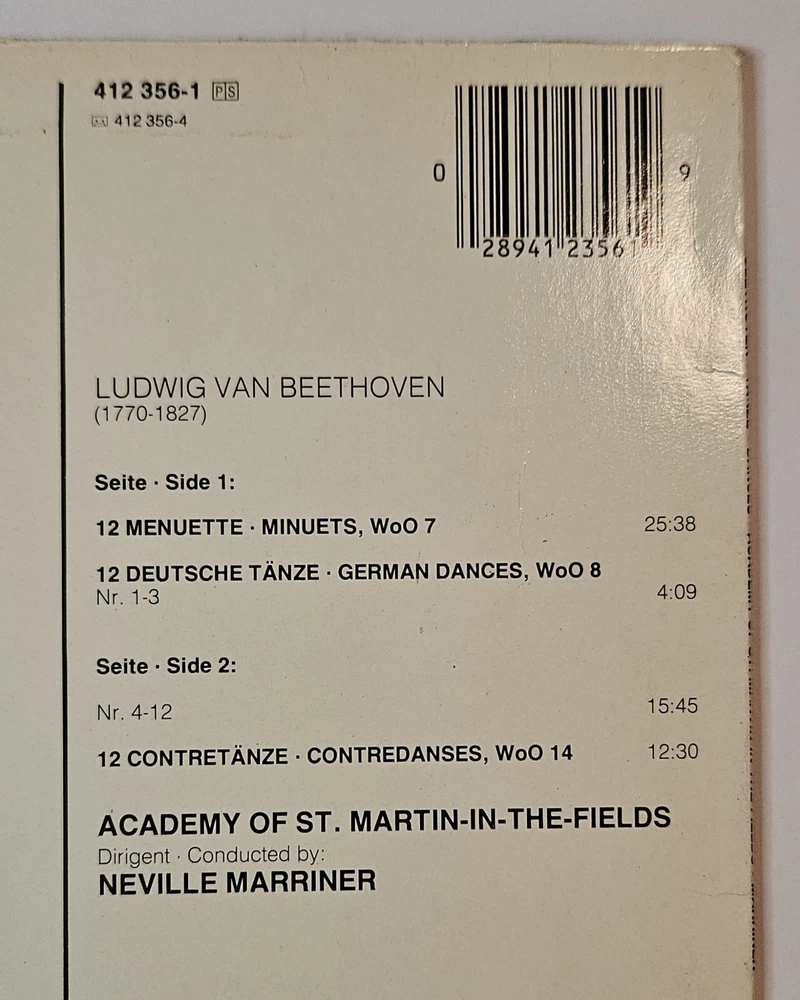 412 356-1 PS
412 356-4
0 28941 23561 9
LUDWIG VAN BEETHOVEN
(1770-1827)
Seite · Side 1:
12 MENUETTE · MINUETS, WoO 7 25:38
12 DEUTSCHE TÄNZE · GERMAN DANCES, WoO 8
Nr. 1-3 4:09
Seite · Side 2:
Nr. 4-12 15:45
12 CONTRETÄNZE · CONTREDANSES, WoO 14 12:30
ACADEMY OF ST. MARTIN-IN-THE-FIELDS
Dirigent · Conducted by:
NEVILLE MARRINER